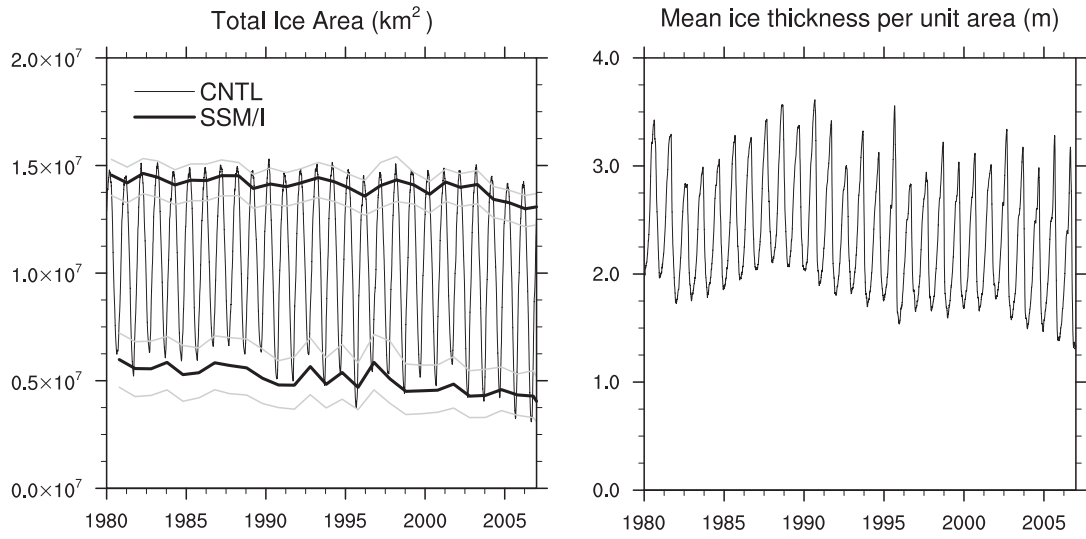 Total Ice Area (km²)
2.0×10⁷
1.5×10⁷
1.0×10⁷
0.5×10⁷
0.0×10⁷
CNTL
SSM/I
1980 1985 1990 1995 2000 2005
Mean ice thickness per unit area (m)
4.0
3.0
2.0
1.0
0.0
1980 1985 1990 1995 2000 2005